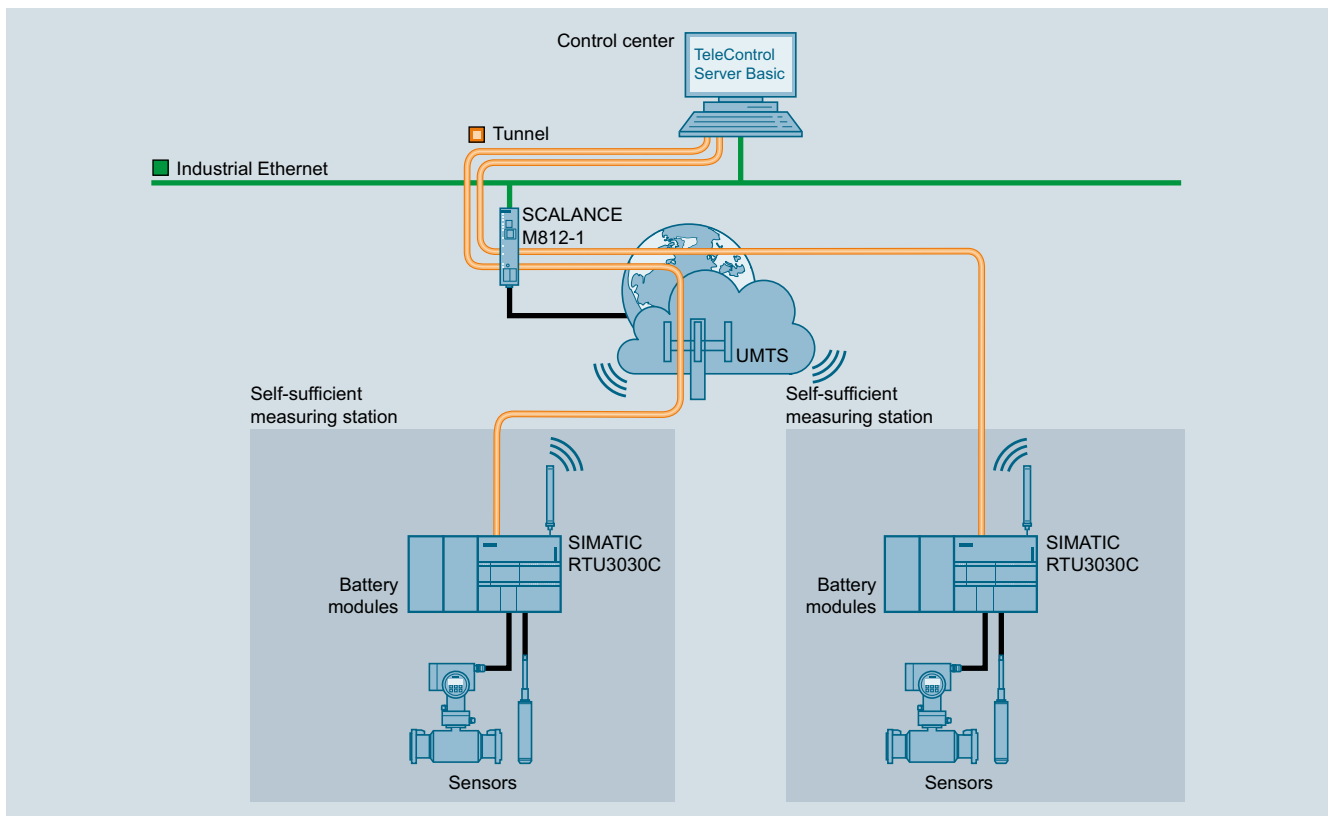 Control center
TeleControl
Server Basic
Tunnel
Industrial Ethernet
SCALANCE
M812-1
UMTS
Self-sufficient
measuring station
Self-sufficient
measuring station
SIMATIC
RTU3030C
Battery
modules
SIMATIC
RTU3030C
Battery
modules
Sensors
Sensors